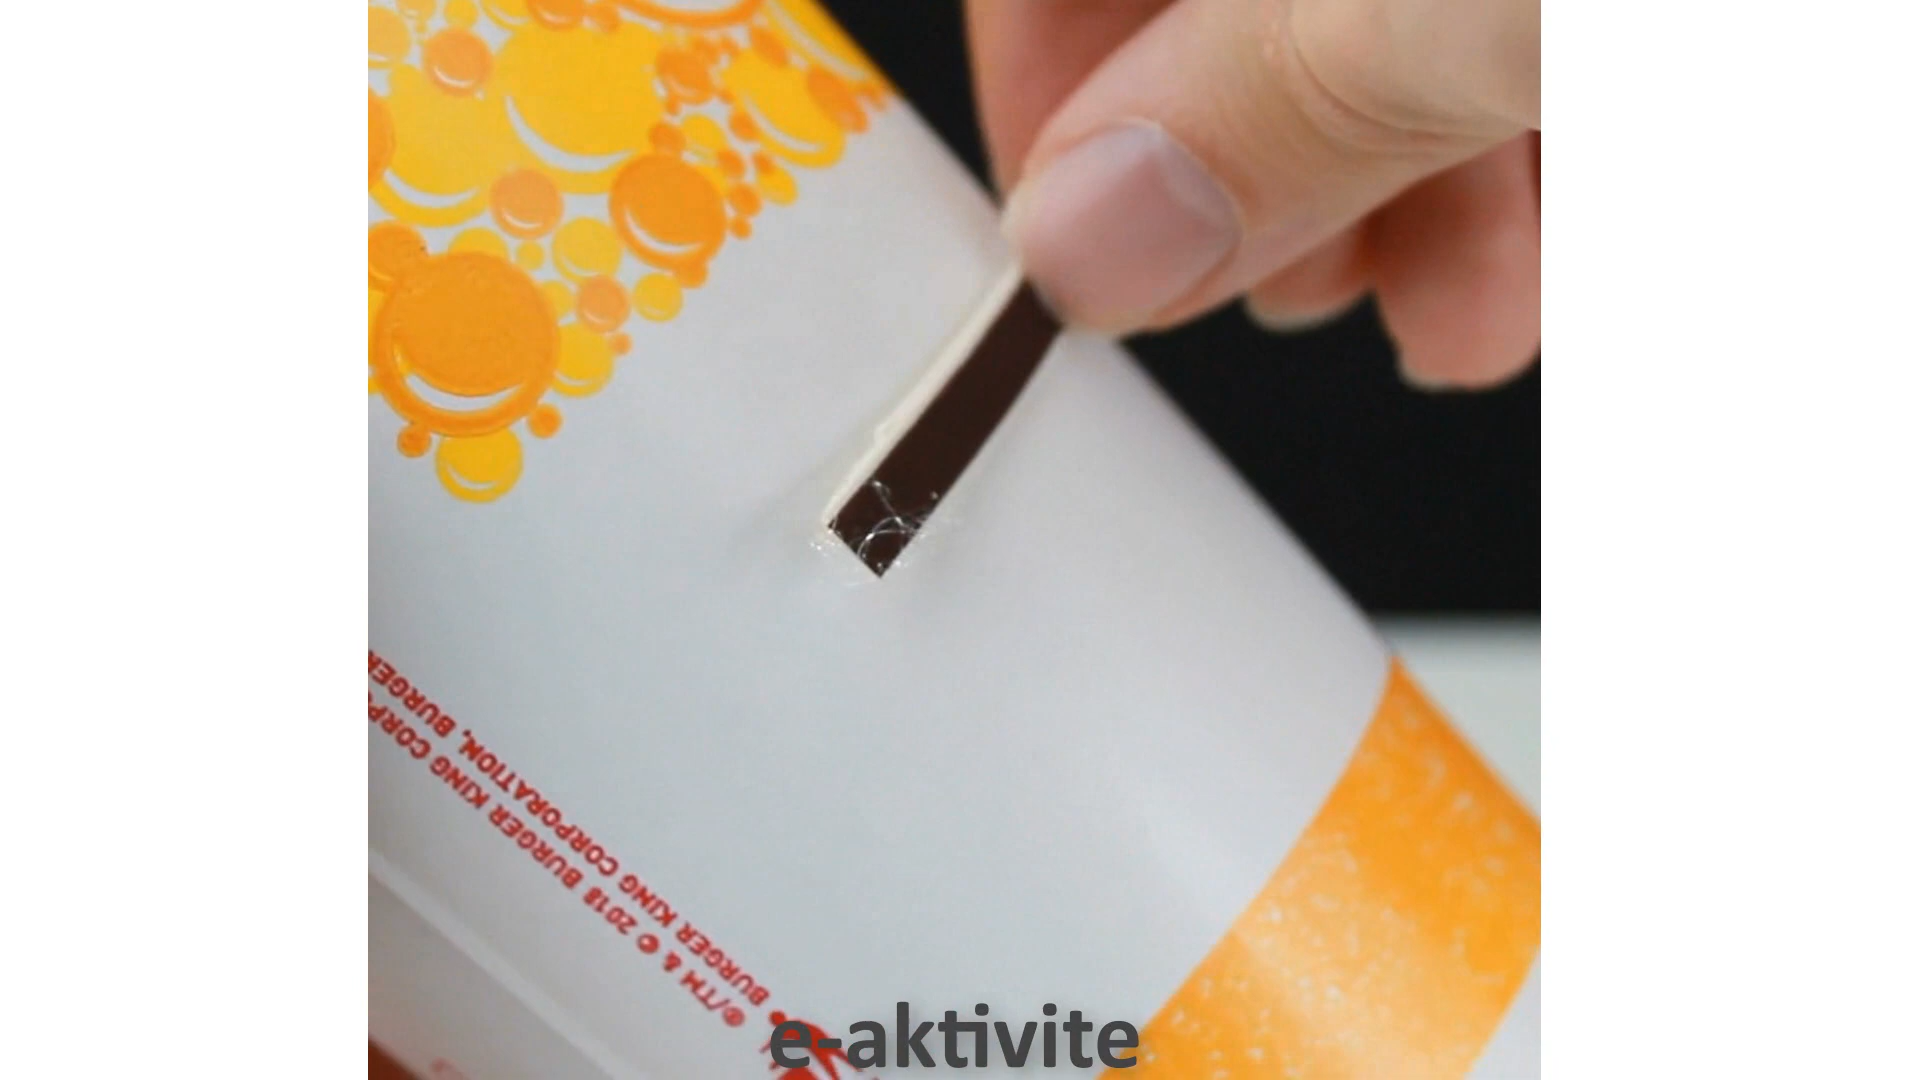 ®/TM & © 2018 BURGER KING CORP
BURGER KING CORPORATION, BURGER
e-aktivite